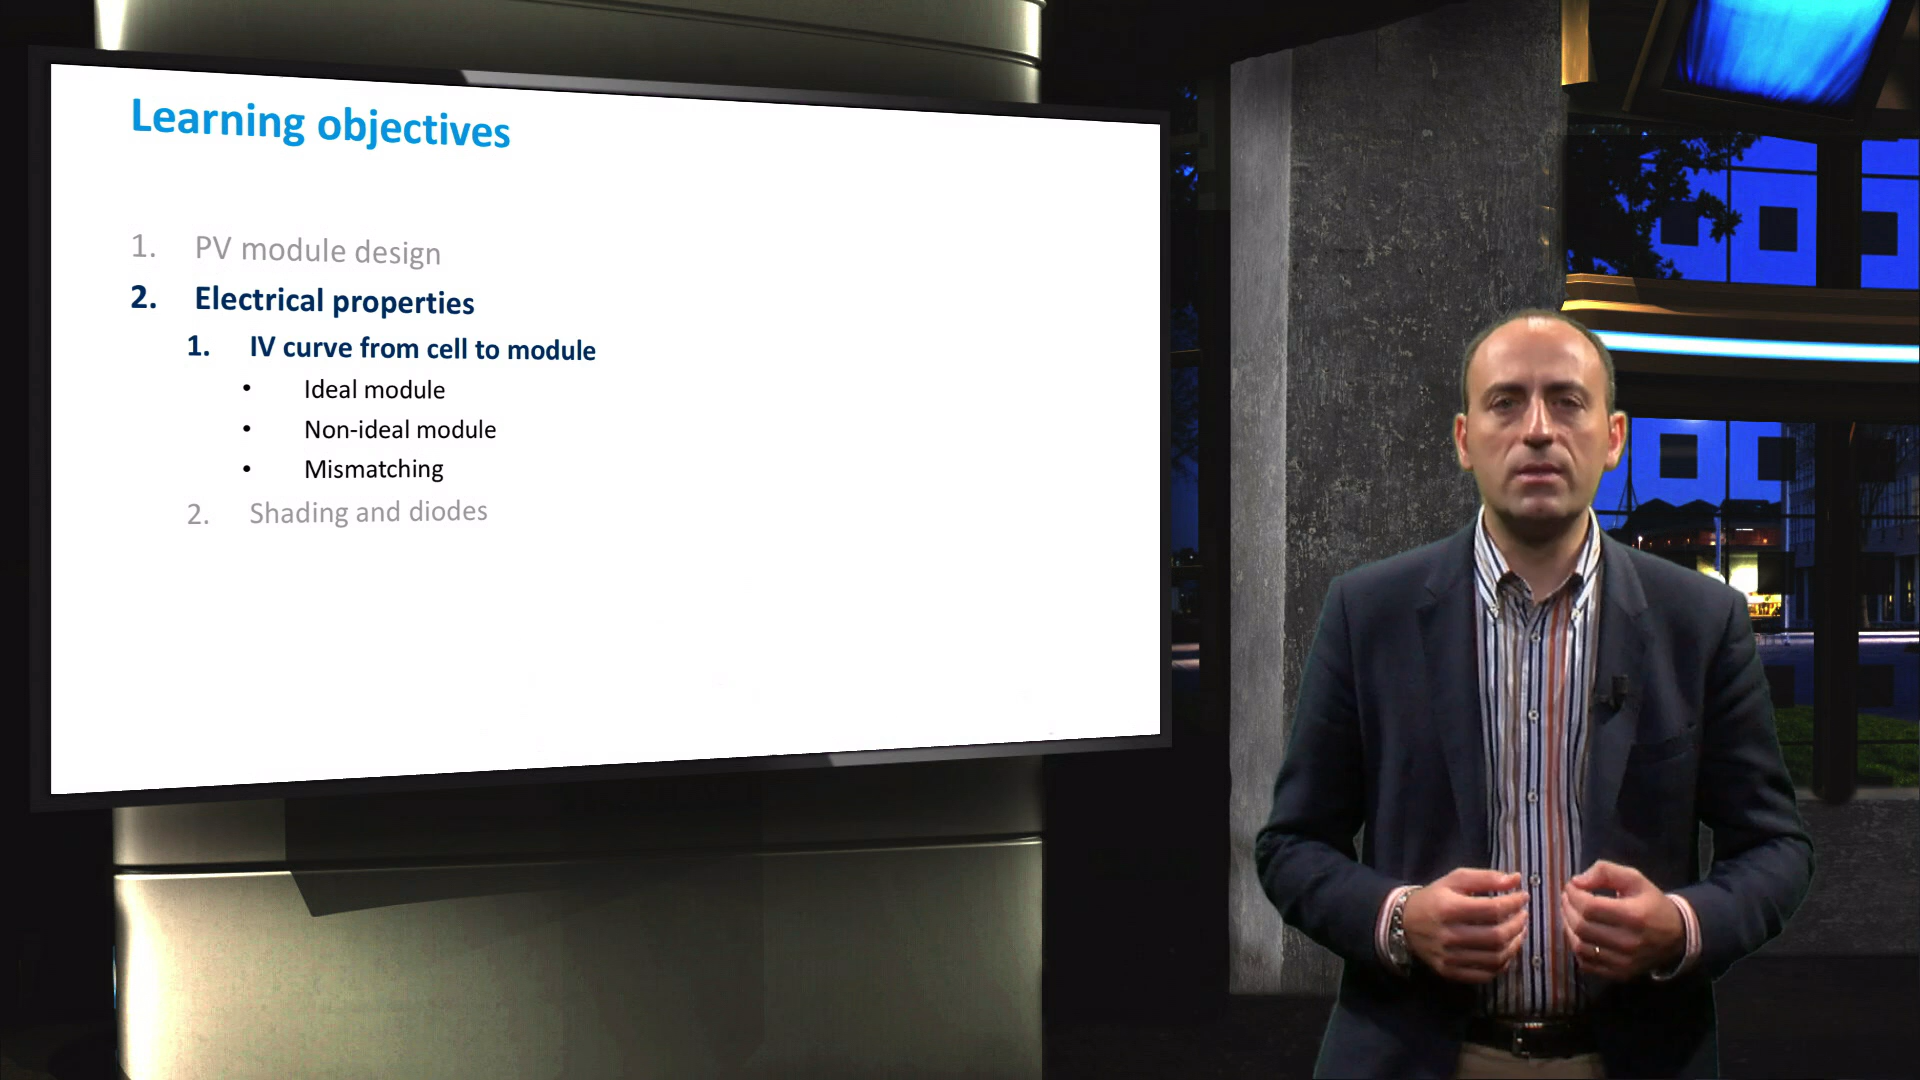 Learning objectives
1. PV module design
2. Electrical properties
1. IV curve from cell to module
• Ideal module
• Non-ideal module
• Mismatching
2. Shading and diodes